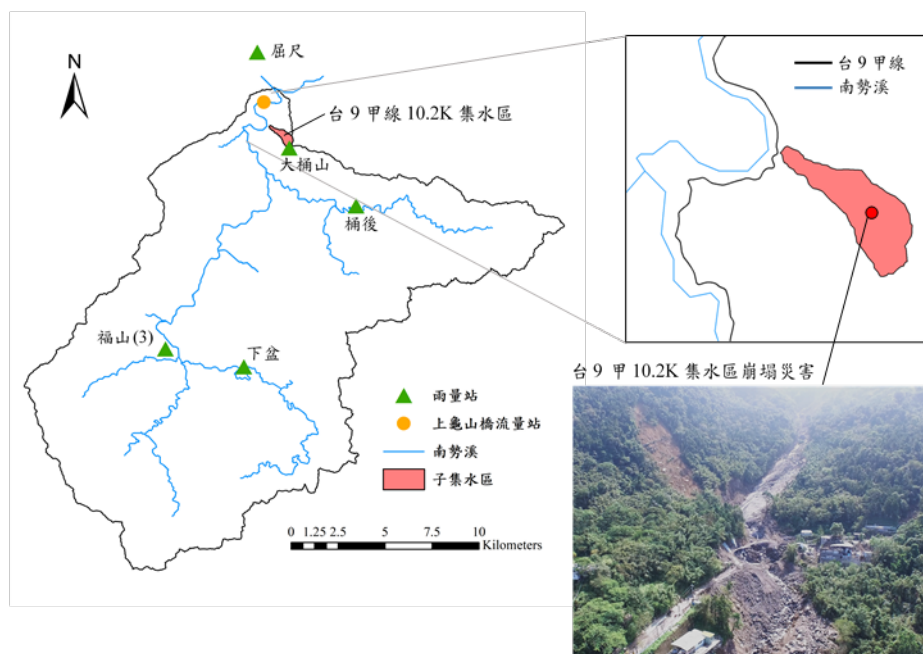 N
屈尺
台 9 甲線 10.2K 集水區
大桶山
桶後
福山(3)
下盆
雨量站
上龜山橋流量站
南勢溪
子集水區
0 1.25 2.5 5 7.5 10
Kilometers
台 9 甲線
南勢溪
台 9 甲 10.2K 集水區崩塌災害